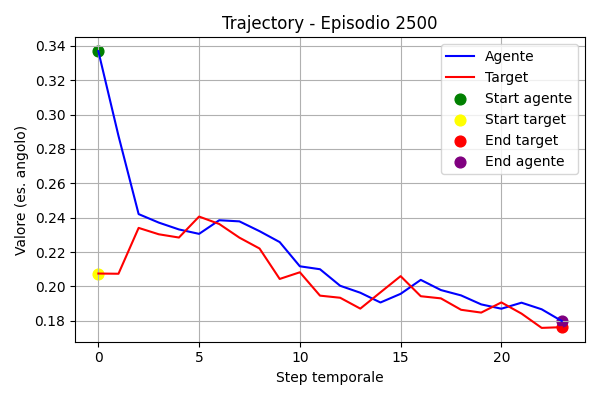 Trajectory - Episodio 2500
Valore (es. angolo)
0.34
0.32
0.30
0.28
0.26
0.24
0.22
0.20
0.18
Agente
Target
Start agente
Start target
End target
End agente
0 5 10 15 20
Step temporale